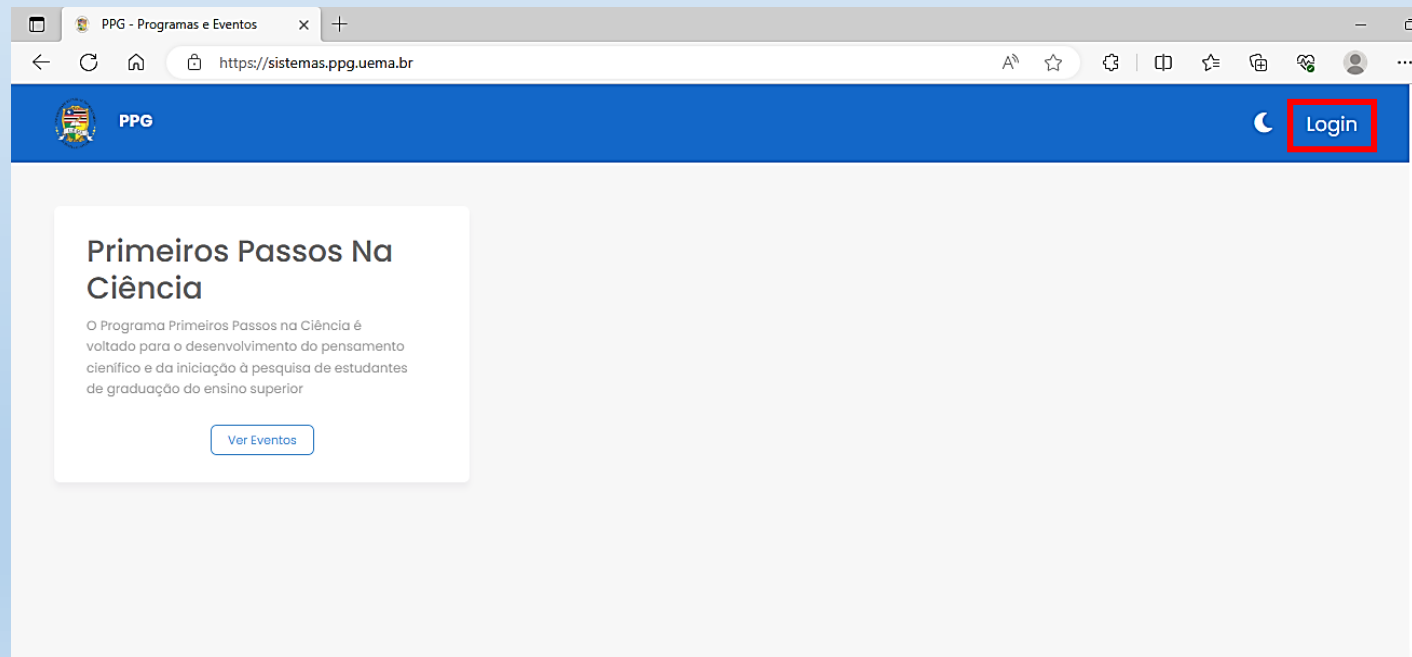 PPG - Programas e Eventos
https://sistemas.ppg.uema.br
PPG
Login
Primeiros Passos Na
Ciência
O Programa Primeiros Passos na Ciência é
voltado para o desenvolvimento do pensamento
cienífico e da iniciação à pesquisa de estudantes
de graduação do ensino superior
Ver Eventos